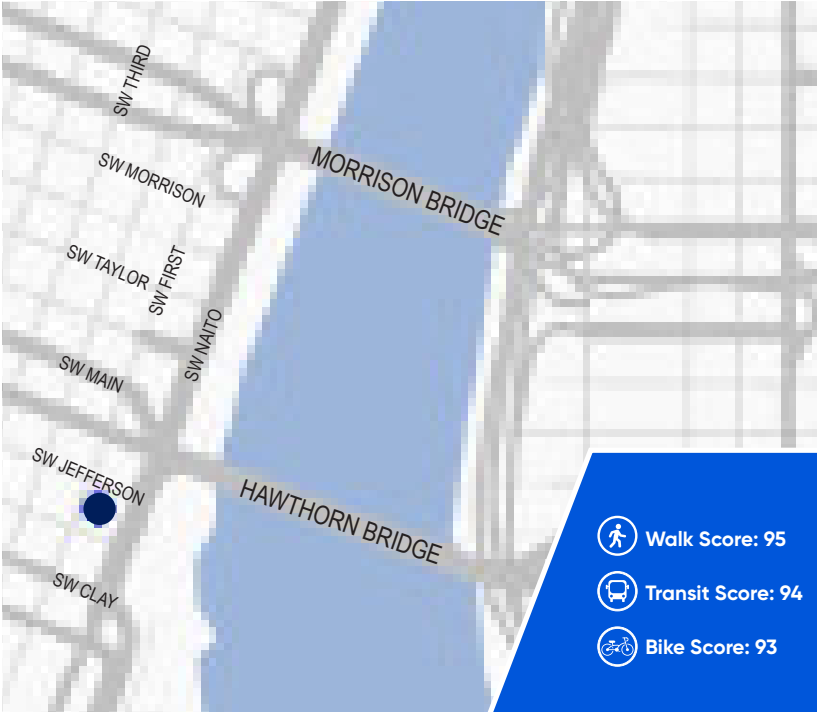 SW THIRD
SW MORRISON
MORRISON BRIDGE
SW TAYLOR
SW FIRST
SW NAITO
SW MAIN
SW JEFFERSON
HAWTHORN BRIDGE
SW CLAY
Walk Score: 95
Transit Score: 94
Bike Score: 93